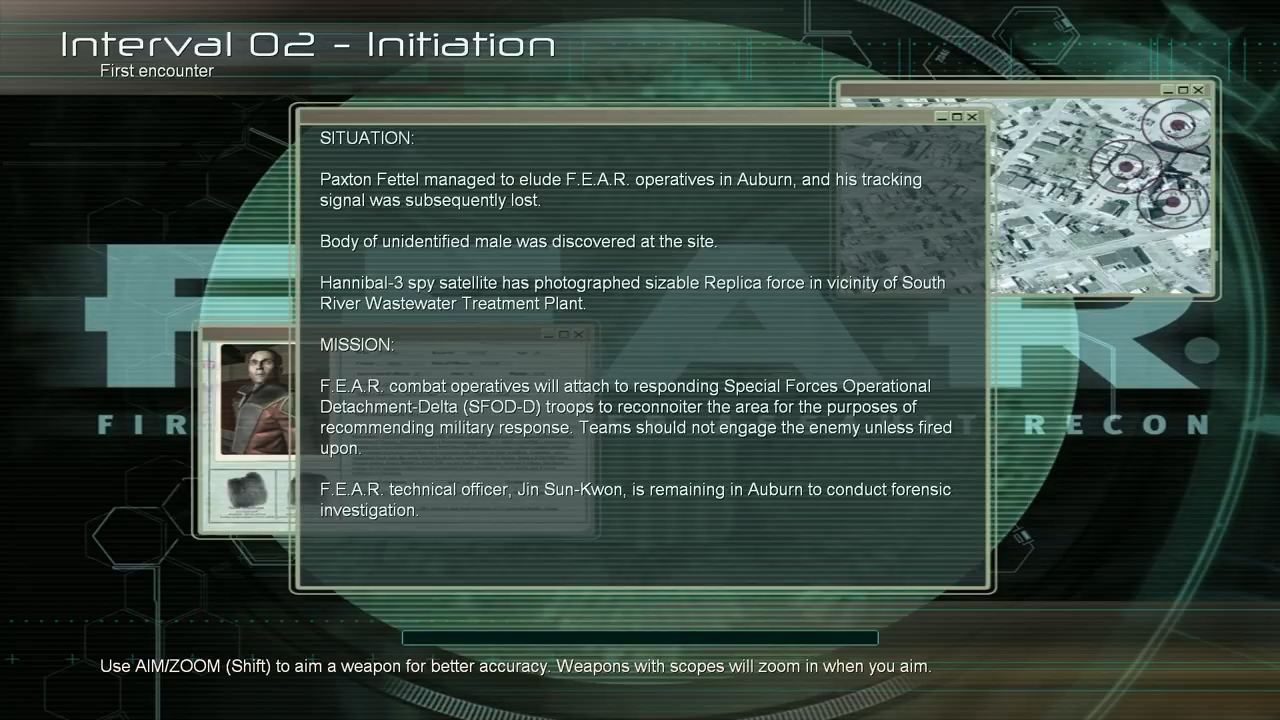 Interval 02 - Initiation
First encounter
SITUATION:
Paxton Fettel managed to elude F.E.A.R. operatives in Auburn, and his tracking
signal was subsequently lost.
Body of unidentified male was discovered at the site.
Hannibal-3 spy satellite has photographed sizable Replica force in vicinity of South
River Wastewater Treatment Plant.
MISSION:
F.E.A.R. combat operatives will attach to responding Special Forces Operational
Detachment-Delta (SFOD-D) troops to reconnoiter the area for the purposes of
recommending military response. Teams should not engage the enemy unless fired
upon.
F.E.A.R. technical officer, Jin Sun-Kwon, is remaining in Auburn to conduct forensic
investigation.
F.E.A.R.
FIR T RECON
Use AIM/ZOOM (Shift) to aim a weapon for better accuracy. Weapons with scopes will zoom in when you aim.